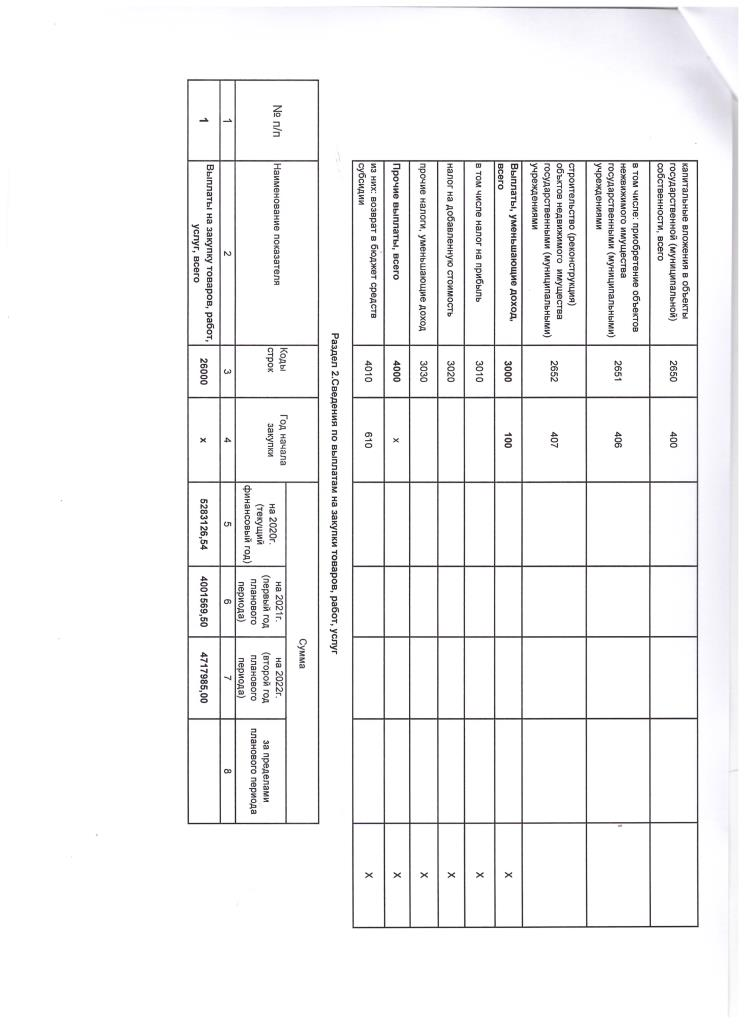 капитальные вложения в объекты
государственной (муниципальной)
собственности, всего
2650
400
в том числе: приобретение объектов
недвижимого имущества
государственными (муниципальными)
учреждениями
2651
406
строительство (реконструкция)
объектов недвижимого имущества
государственными (муниципальными)
учреждениями
2652
407
Выплаты, уменьшающие доход,
всего
3000
100
х
в том числе налог на прибыль
3010
х
налог на добавленную стоимость
3020
х
прочие налоги, уменьшающие доход
3030
х
Прочие выплаты, всего
4000
х
х
из них: возврат в бюджет средств
субсидии
4010
610
х
Раздел 2.Сведения по выплатам на закупки товаров, работ, услуг
№ п/п
Наименование показателя
Коды
строк
Год начала
закупки
Сумма
на 2020г.
(текущий
финансовый год)
на 2021г.
(первый год
планового
периода)
на 2022г.
(второй год
планового
периода)
за пределами
планового периода
1
2
3
4
5
6
7
8
1
Выплаты на закупку товаров, работ,
услуг, всего
26000
х
5283126,54
4001569,50
4717985,00